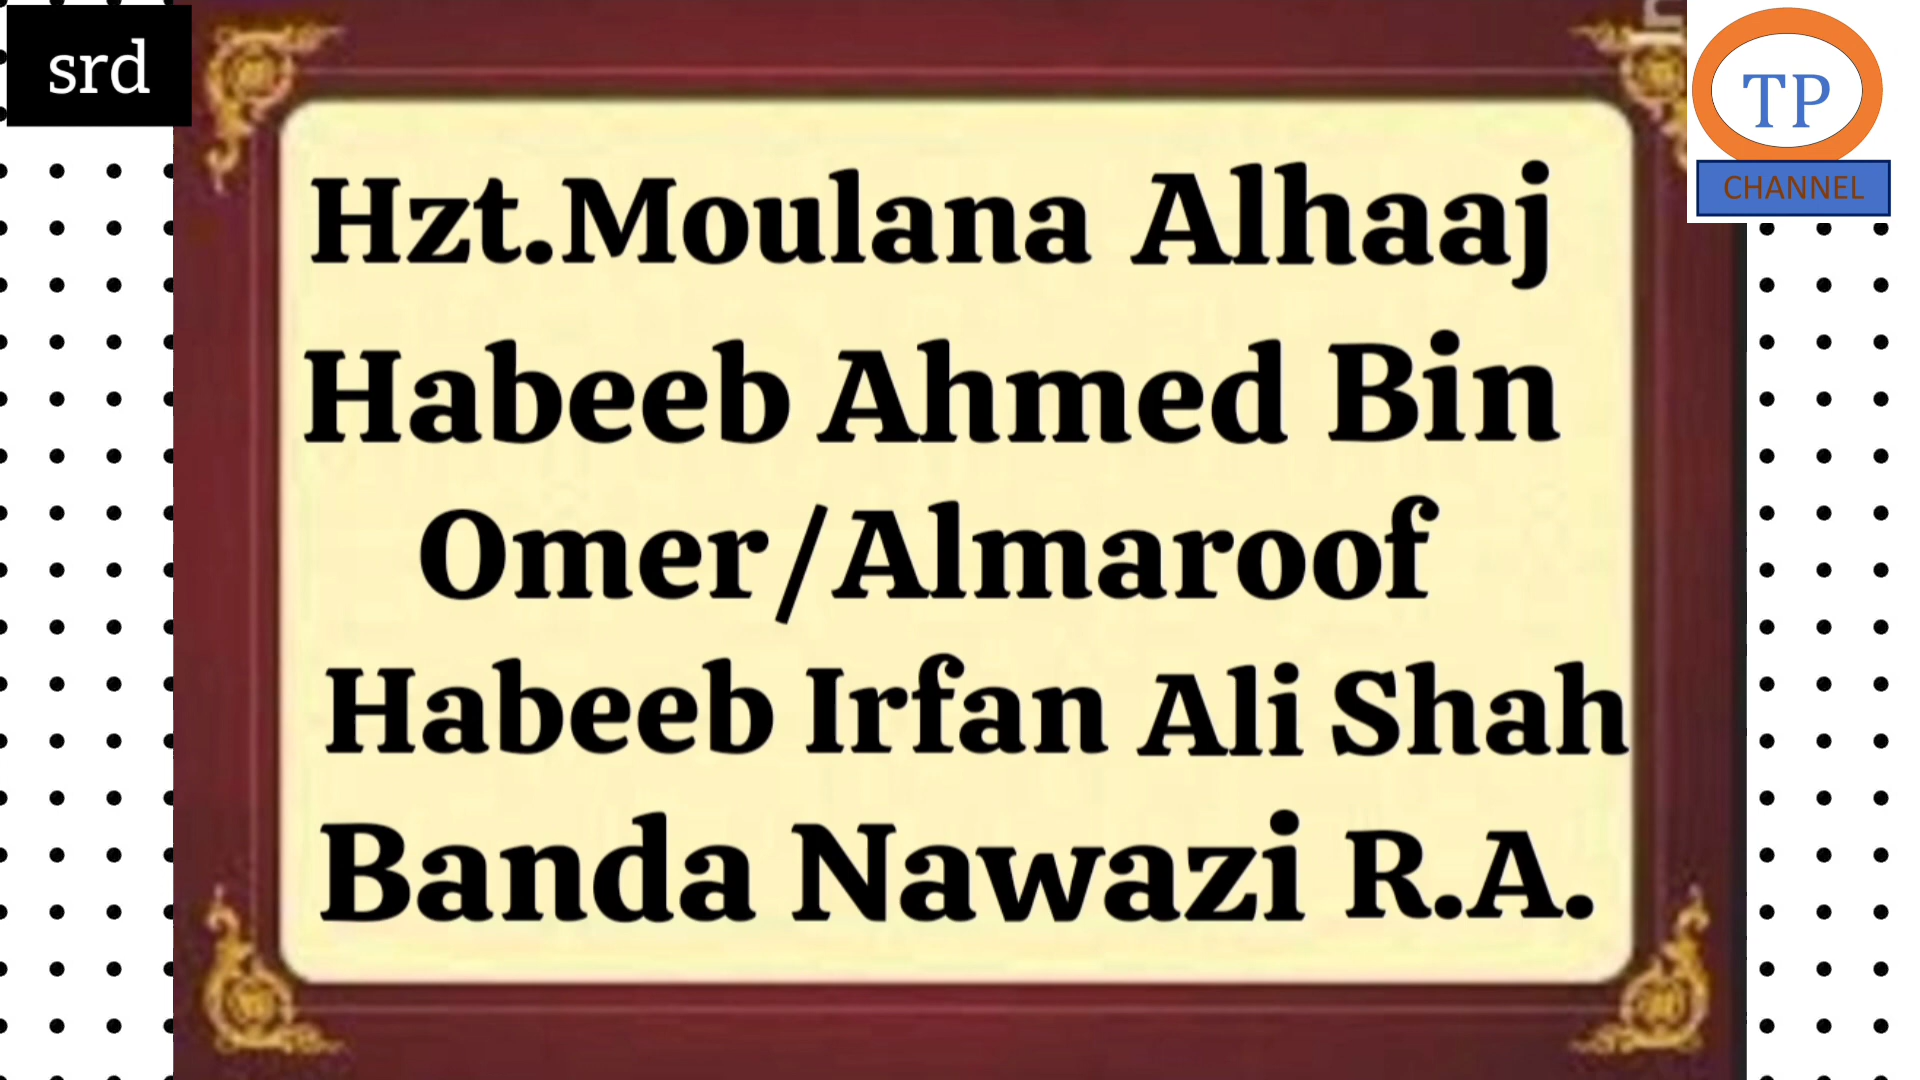 srd
TP
CHANNEL
Hzt.Moulana Alhaaj
Habeeb Ahmed Bin
Omer/Almaroof
Habeeb Irfan Ali Shah
Banda Nawazi R.A.